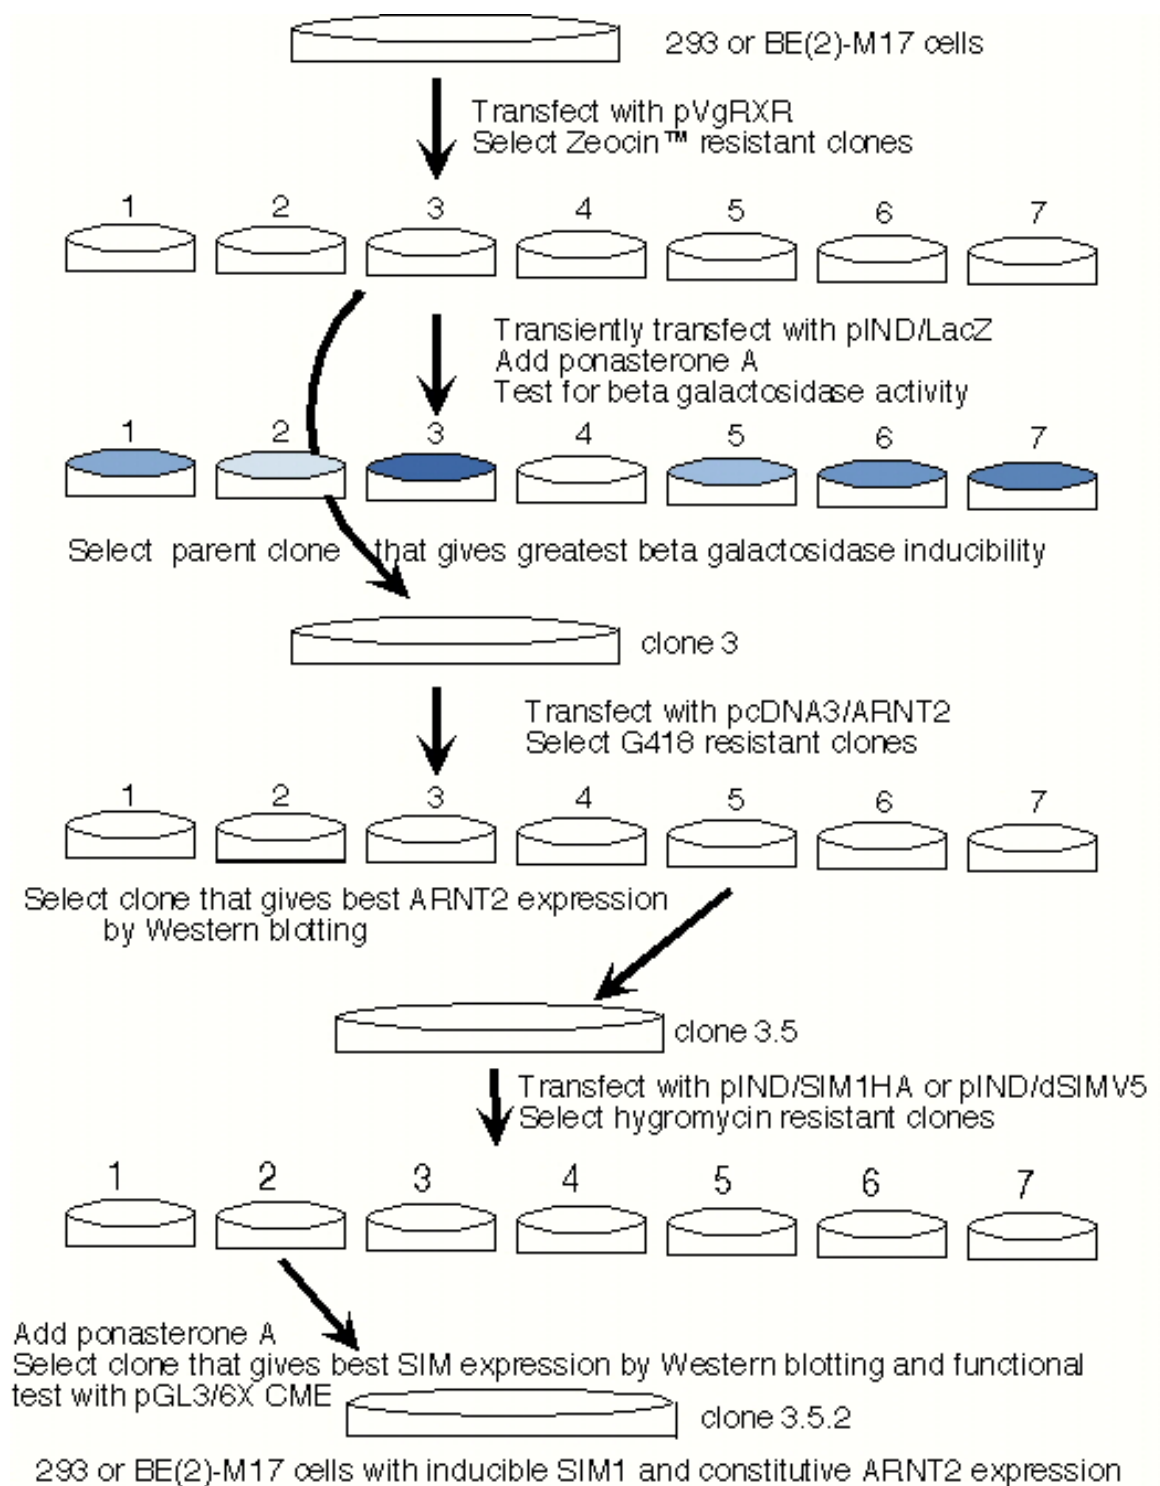 293 or BE(2)-M17 cells
Transfect with pVgRXR
Select Zeocin™ resistant clones
1 2 3 4 5 6 7
Transiently transfect with pIND/LacZ
Add ponasterone A
Test for beta galactosidase activity
1 2 3 4 5 6 7
Select parent clone that gives greatest beta galactosidase inducibility
clone 3
Transfect with pcDNA3/ARNT2
Select G418 resistant clones
1 2 3 4 5 6 7
Select clone that gives best ARNT2 expression
by Western blotting
clone 3.5
Transfect with pIND/SIM1HA or pIND/dSIMV5
Select hygromycin resistant clones
1 2 3 4 5 6 7
Add ponasterone A
Select clone that gives best SIM expression by Western blotting and functional
test with pGL3/6X CME
clone 3.5.2
293 or BE(2)-M17 cells with inducible SIM1 and constitutive ARNT2 expression